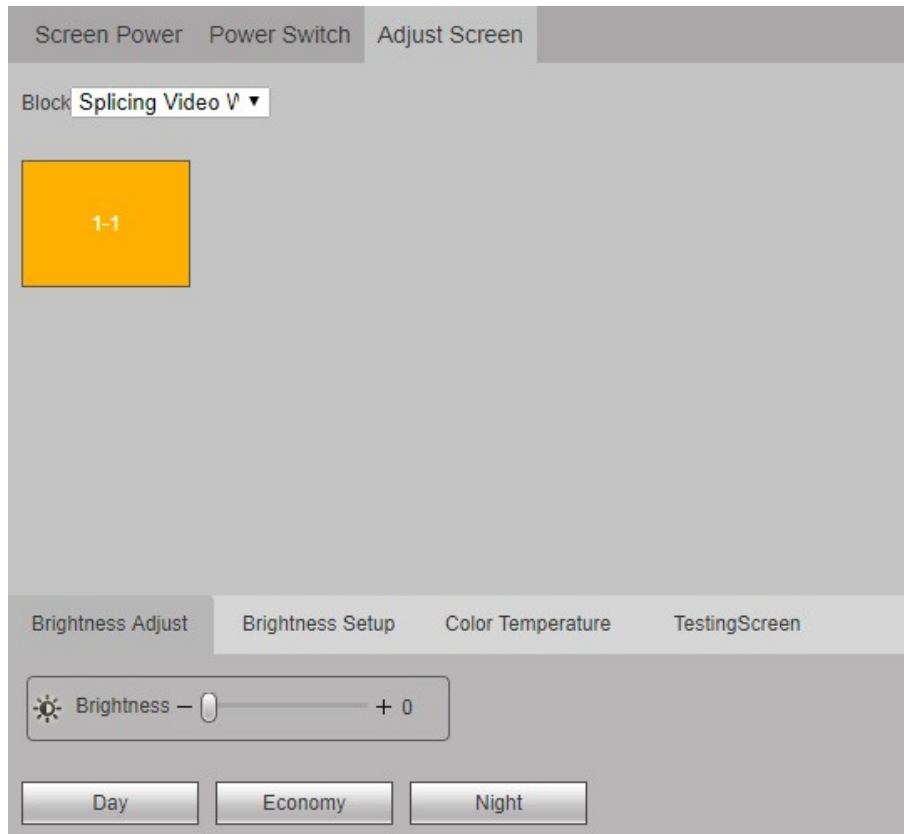 Screen Power Power Switch Adjust Screen
Block Splicing Video V ▼
1-1
Brightness Adjust Brightness Setup Color Temperature TestingScreen
Brightness − + 0
Day Economy Night